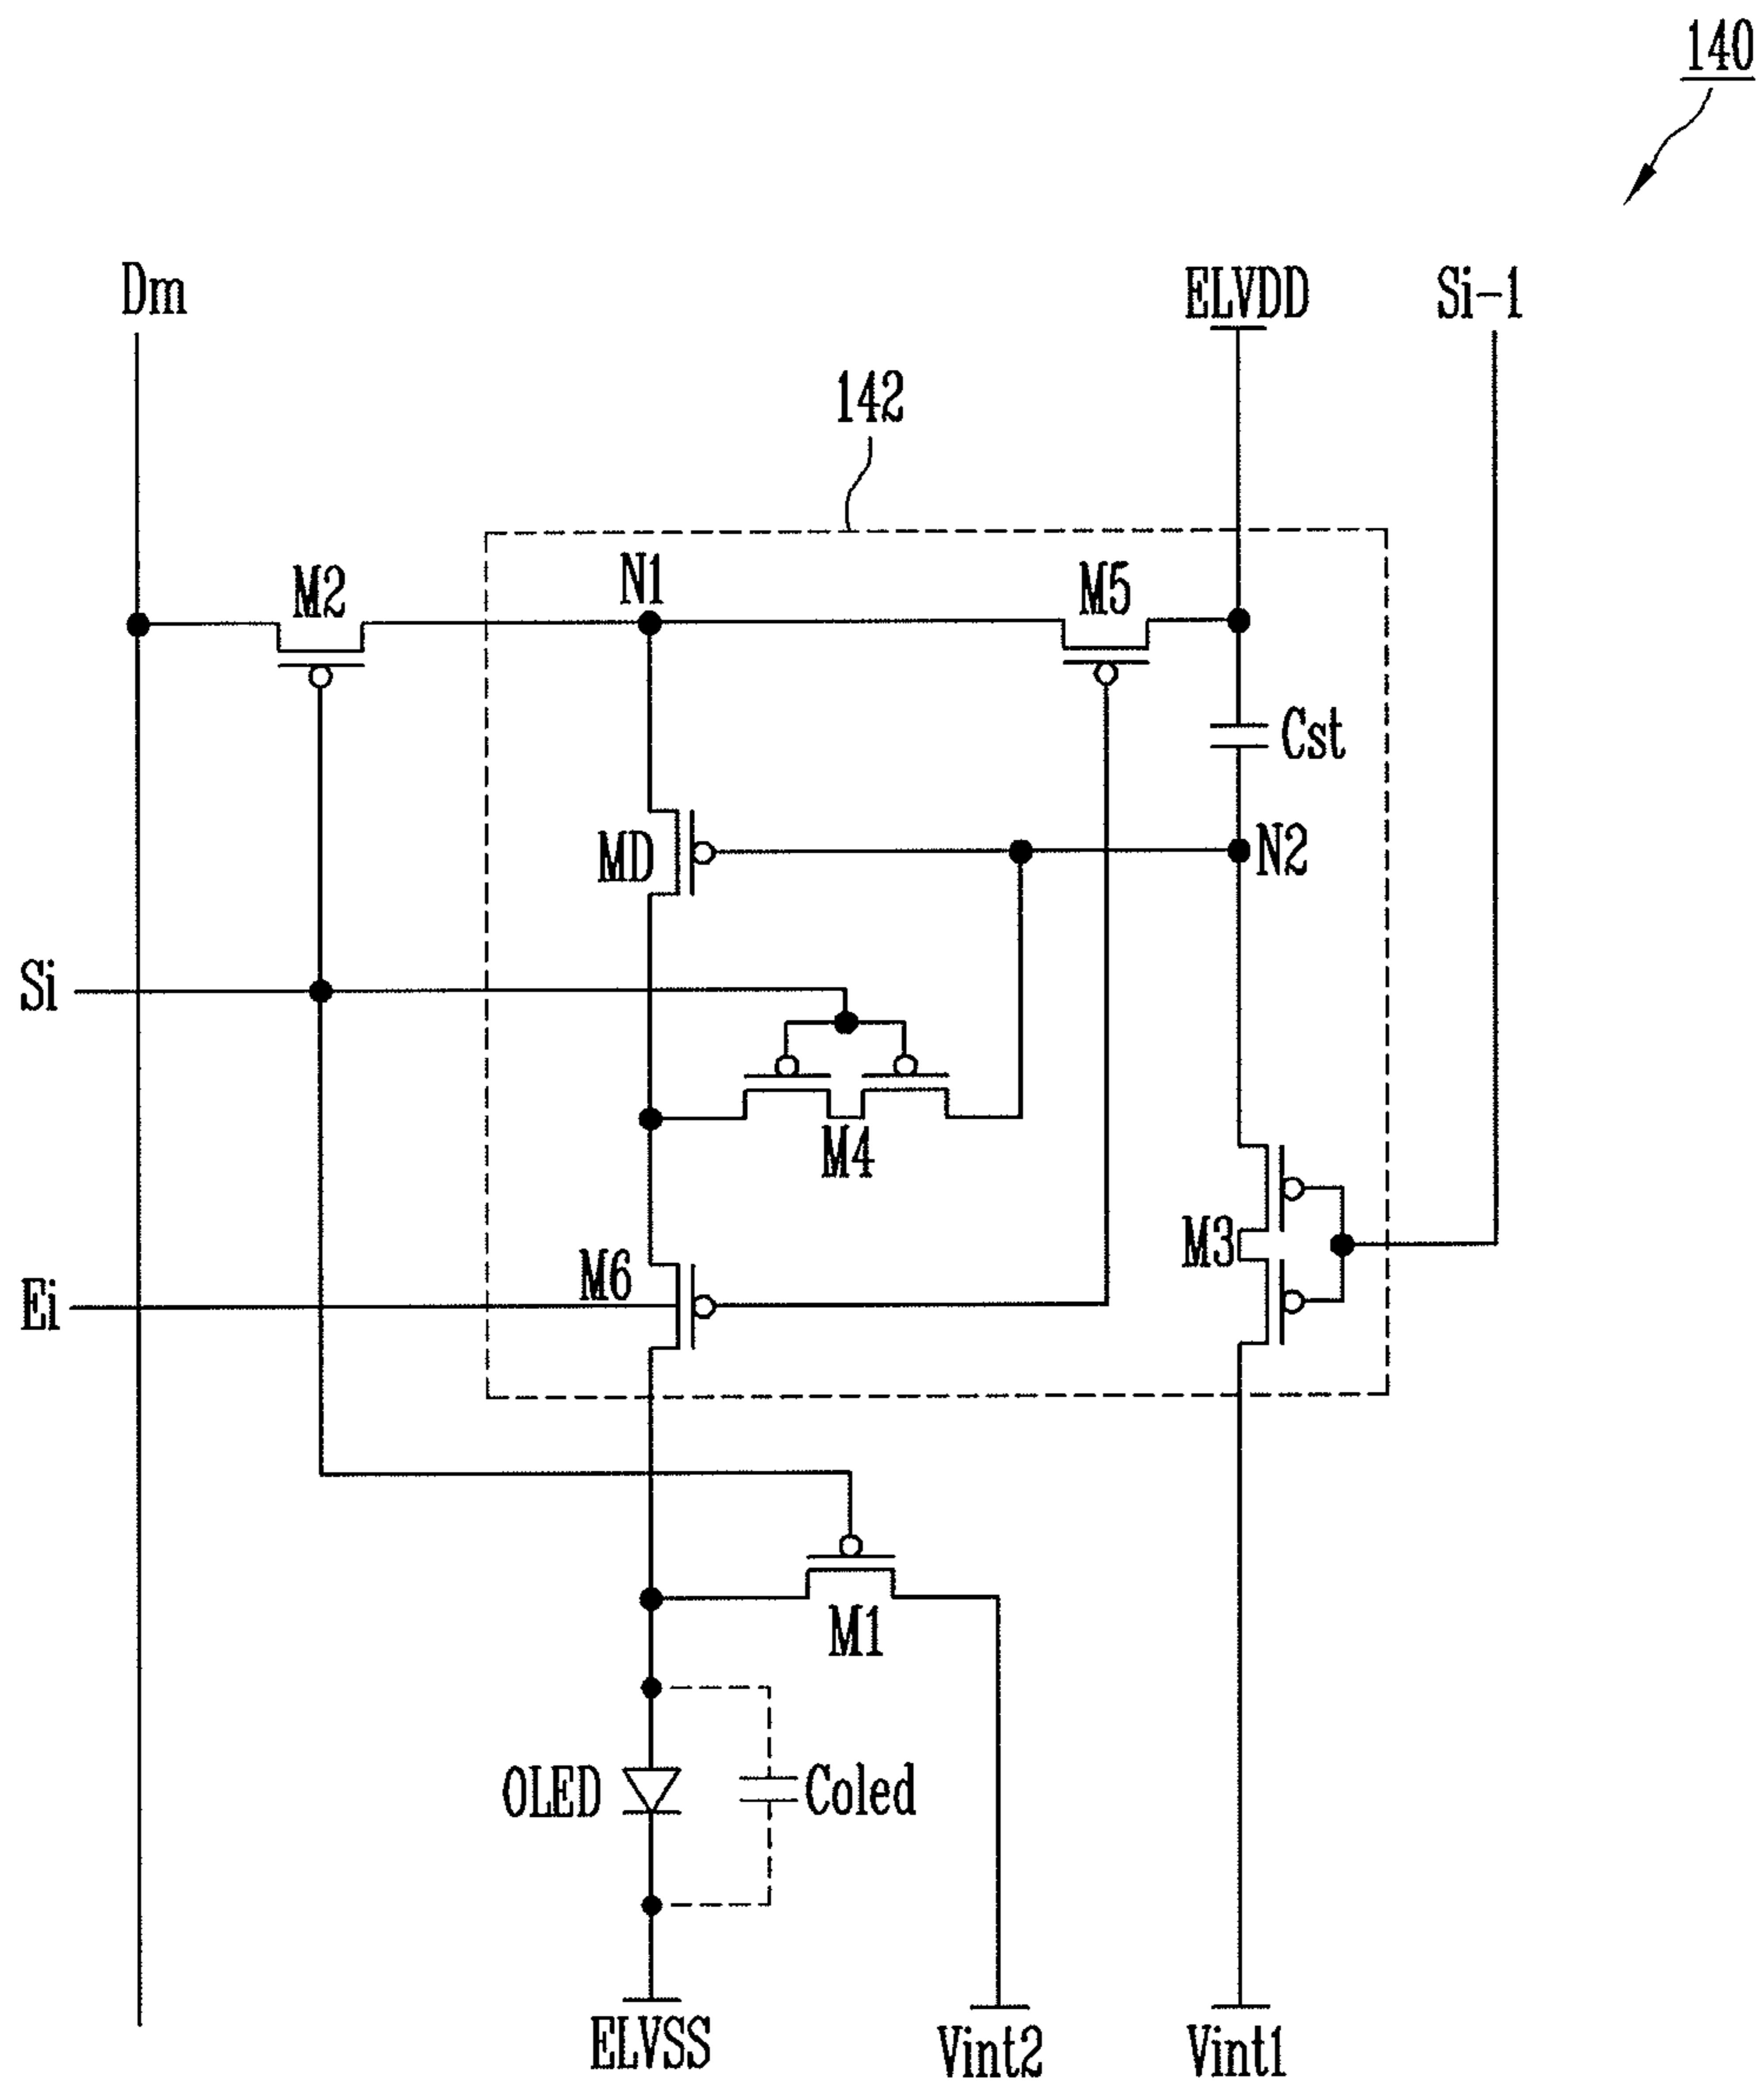 140
Dm
ELVDD
Si-1
142
M2
N1
M5
Cst
MD
N2
Si
M4
M3
M6
Ei
M1
OLED
Coled
ELVSS
Vint2
Vint1